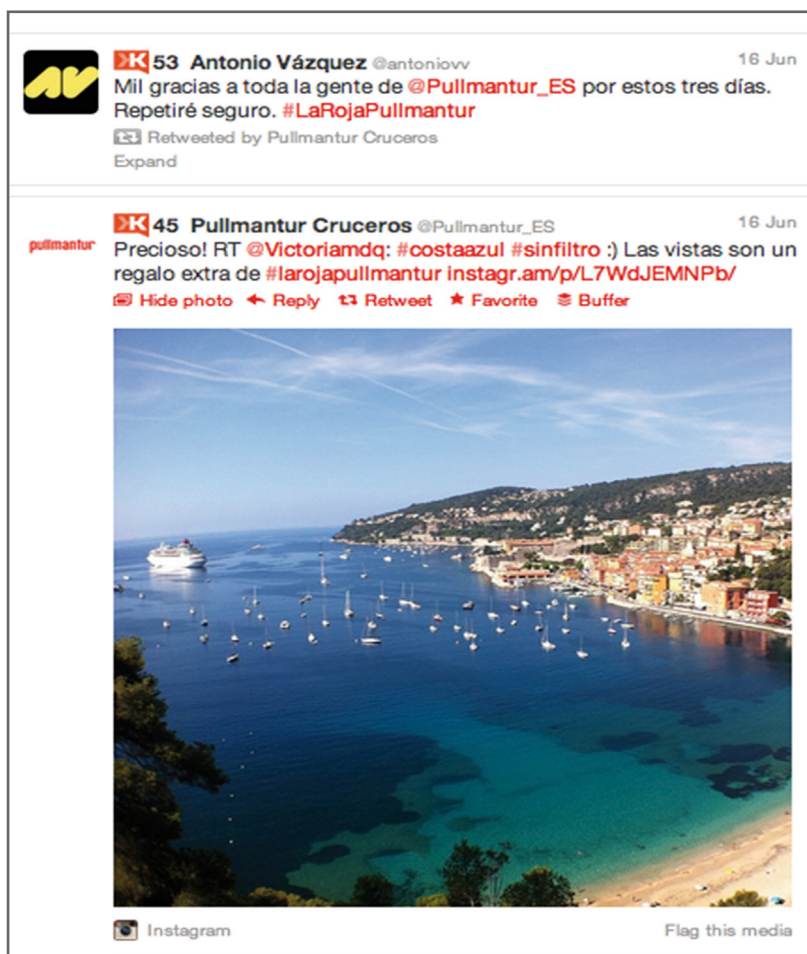 K 53 Antonio Vázquez @antoniovv 16 Jun
Mil gracias a toda la gente de @Pullmantur_ES por estos tres días.
Repetiré seguro. #LaRojaPullmantur
Retweeted by Pullmantur Cruceros
Expand
pullmantur
K 45 Pullmantur Cruceros @Pullmantur_ES 16 Jun
Precioso! RT @Victoriamdq: #costaazul #sinfiltro :) Las vistas son un
regalo extra de #larojapullmantur instagr.am/p/L7WdJEMNPb/
Hide photo Reply Retweet Favorite Buffer
Instagram Flag this media